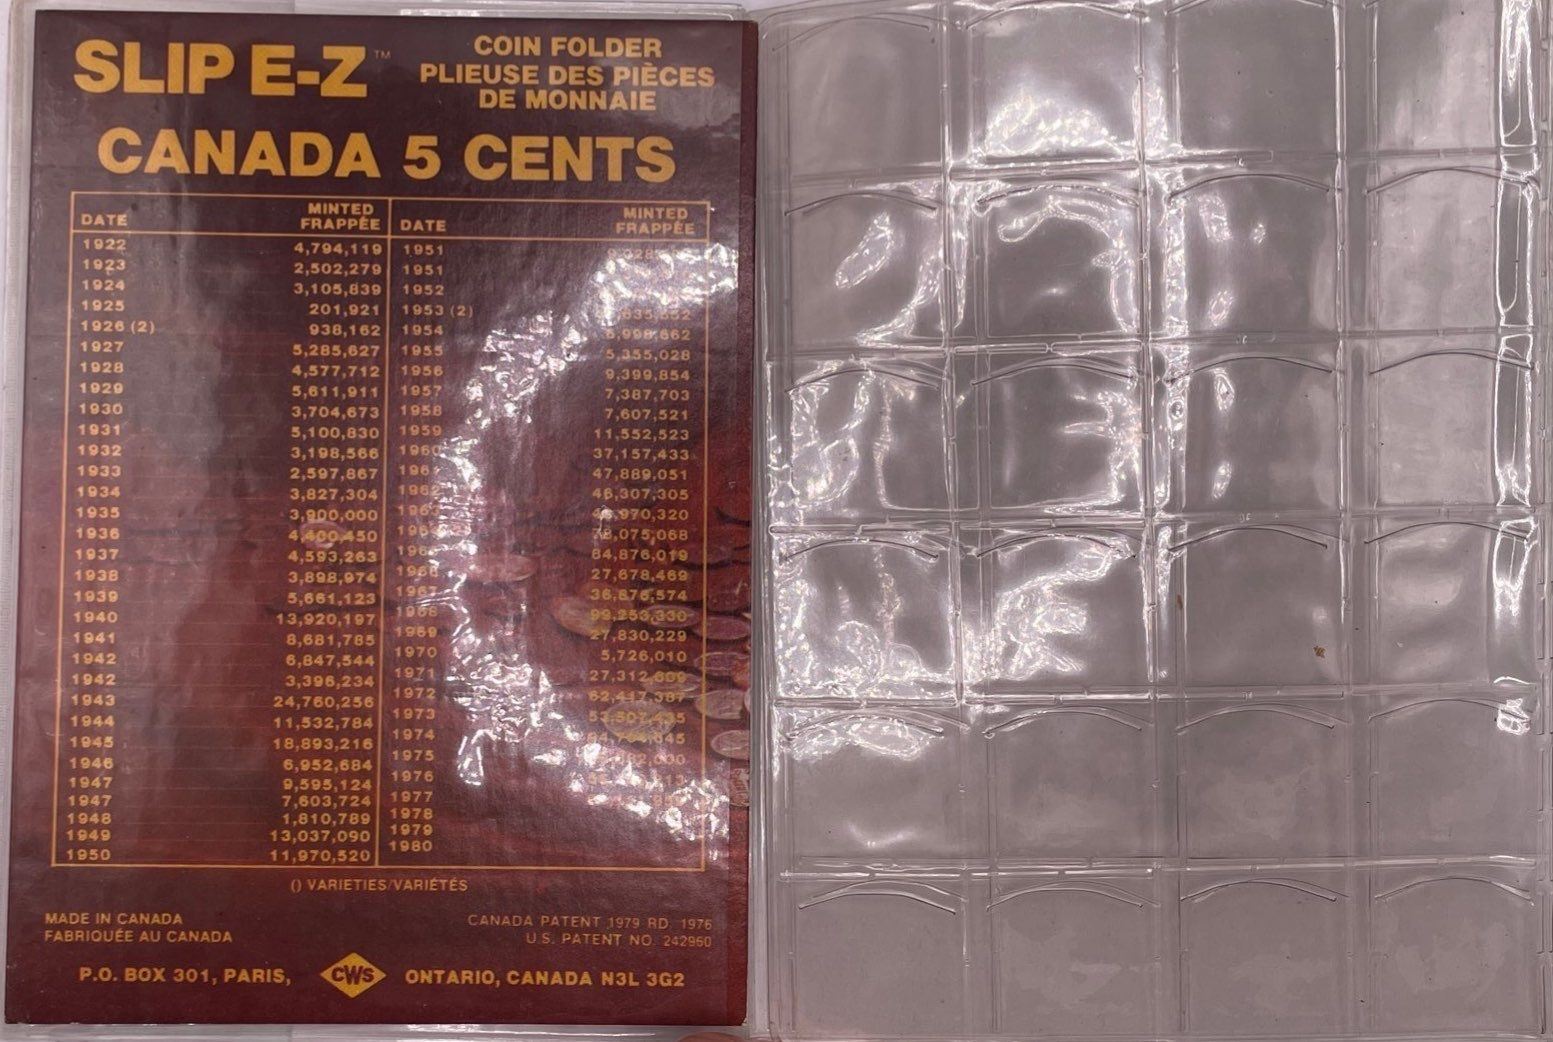 SLIP E-Z™
COIN FOLDER
PLIEUSE DES PIÈCES
DE MONNAIE
CANADA 5 CENTS
DATE MINTED FRAPPÉE DATE MINTED FRAPPÉE
1922 4,794,119 1951
1923 2,502,279 1951
1924 3,105,839 1952
1925 201,921 1953 (2)
1926 (2) 938,162 1954
1927 5,285,627 1955 5,355,028
1928 4,577,712 1956 9,399,854
1929 5,611,911 1957 7,387,703
1930 3,704,673 1958 7,607,521
1931 5,100,830 1959 11,552,523
1932 3,198,566 37,157,433
1933 2,597,867 47,889,051
1934 3,827,304 46,307,305
1935 3,900,000
1936 4,400,450
1937 4,593,263 84,876,019
1938 3,898,974 27,678,469
1939 5,661,123 36,876,574
1940 13,920,197
1941 8,681,785 1969 27,830,229
1942 6,847,544 1970 5,726,010
1942 3,396,234 1971 27,312,609
1943 24,760,256 1972
1944 11,532,784 1973
1945 18,893,216 1974
1946 6,952,684 1975
1947 9,595,124 1976
1947 7,603,724 1977
1948 1,810,789 1978
1949 13,037,090 1979
1950 11,970,520 1980
() VARIETIES/VARIÉTÉS
MADE IN CANADA
FABRIQUÉE AU CANADA
CANADA PATENT 1979 RD. 1976
U.S. PATENT NO. 242960
P.O. BOX 301, PARIS, CWS ONTARIO, CANADA N3L 3G2